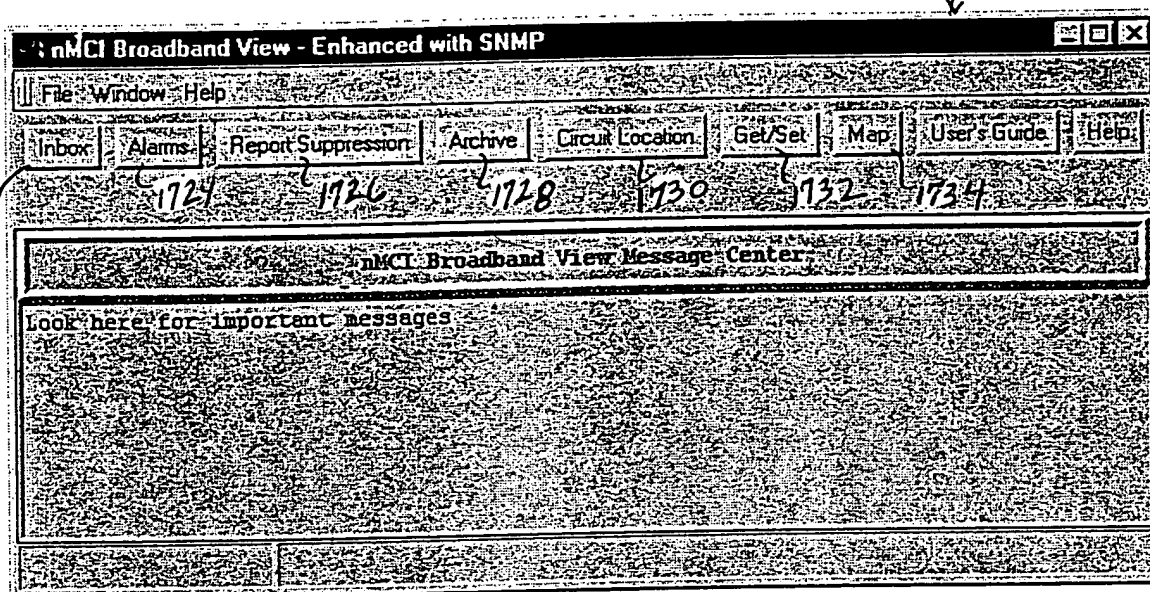 nMCI Broadband View - Enhanced with SNMP
File Window Help
Inbox Alarms Report Suppression Archive Circuit Location Get/Set Map User's Guide Help
1724 1726 1728 1730 1732 1734
nMCI Broadband View Message Center
Look here for important messages